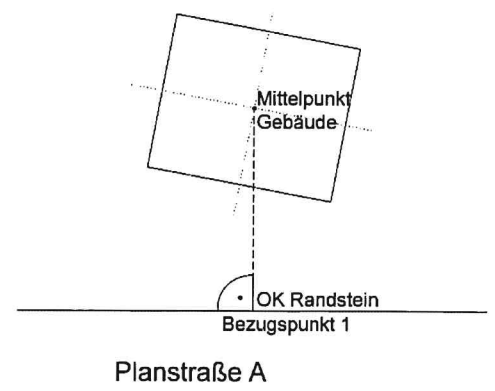 Mittelpunkt
Gebäude
OK Randstein
Bezugspunkt 1
Planstraße A